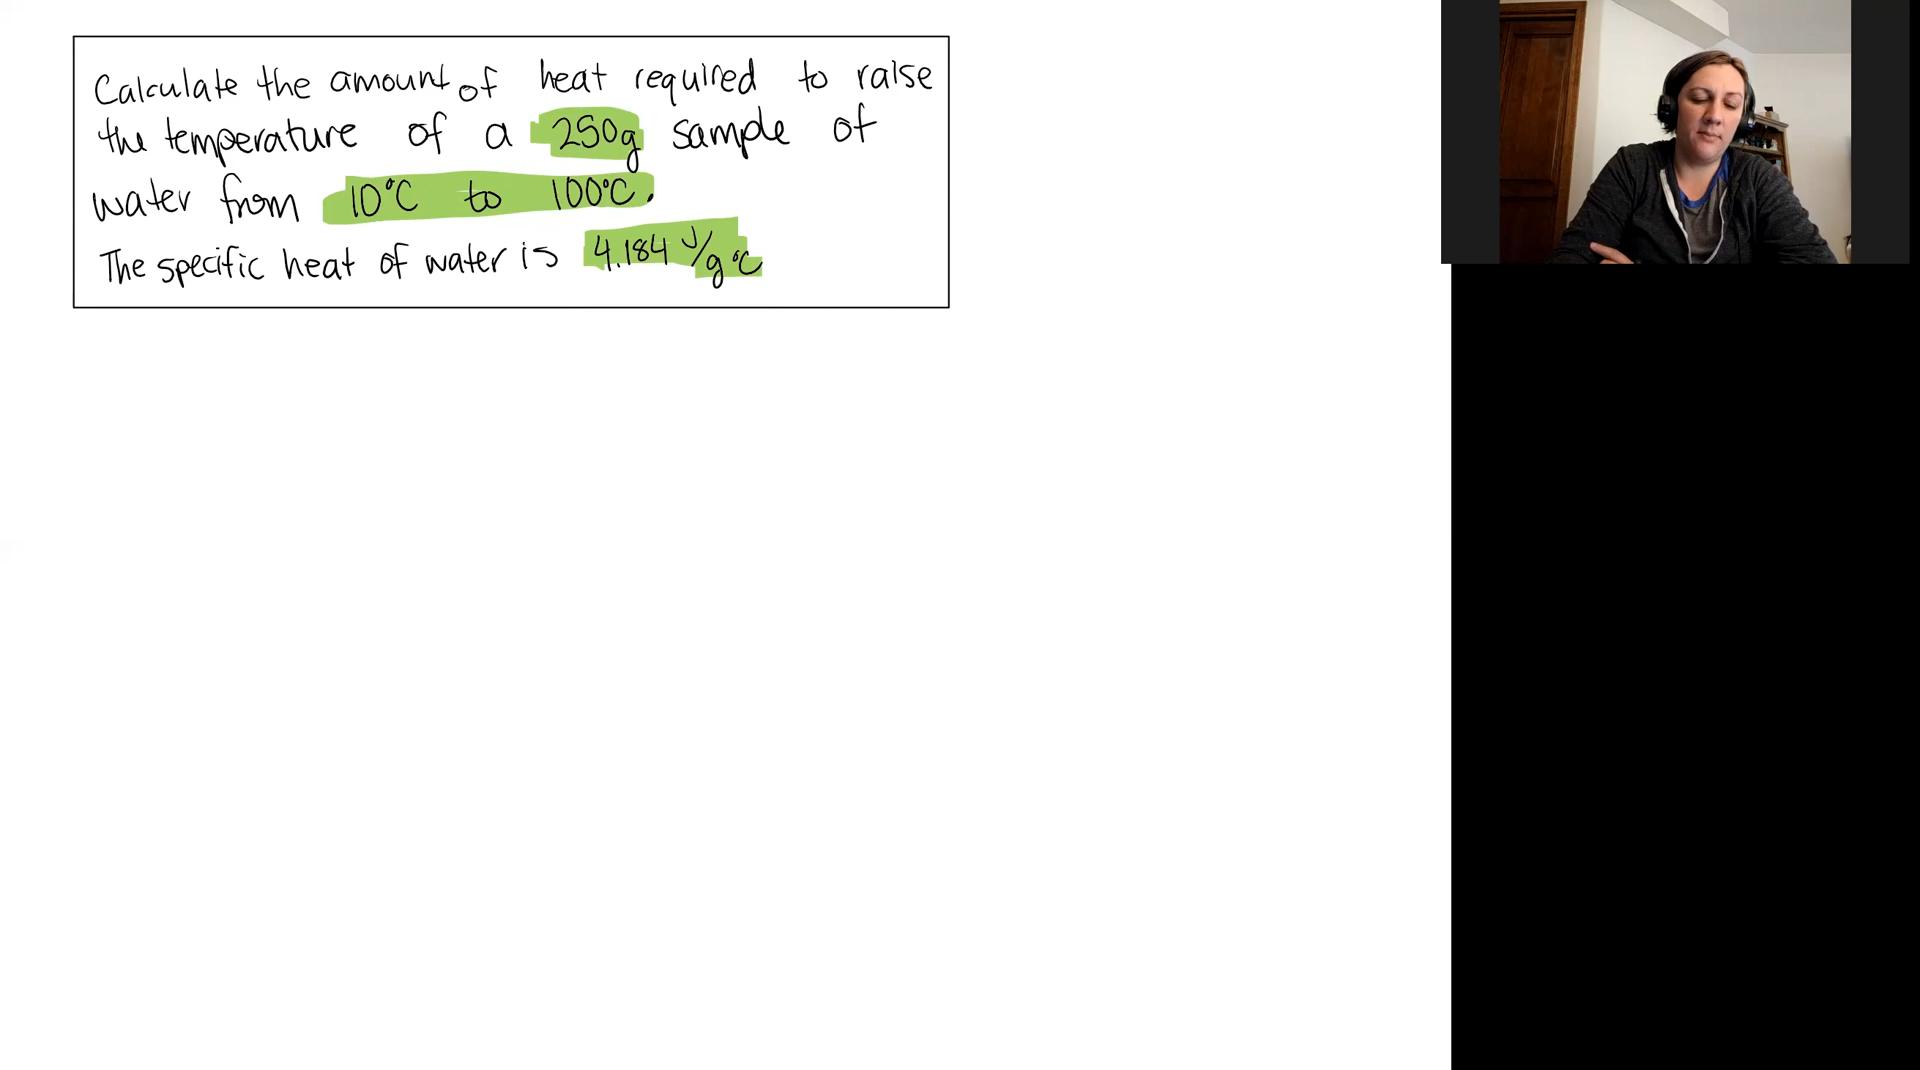 Calculate the amount of heat required to raise
the temperature of a 250g sample of
water from 10°C to 100°C.
The specific heat of water is 4.184 J/g°C